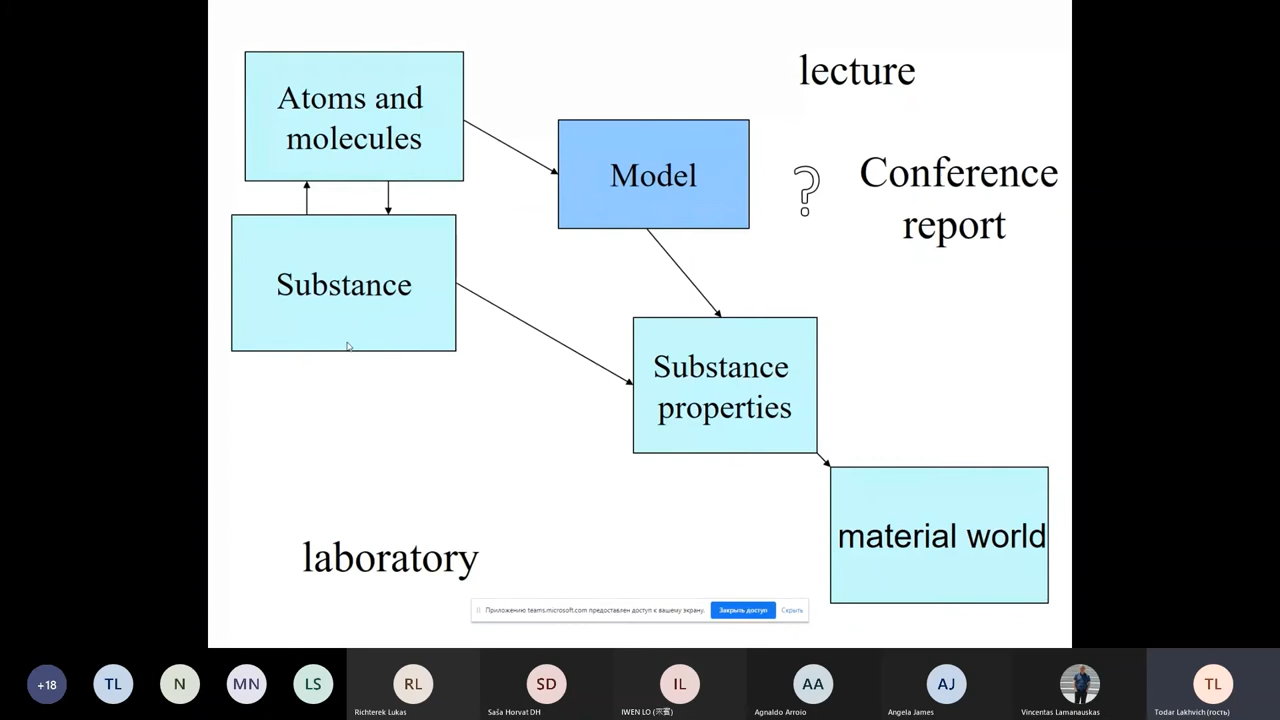 lecture
Atoms and
molecules
Model
?
Conference
report
Substance
Substance
properties
material world
laboratory
Приложению teams.microsoft.com предоставлен доступ к вашему экрану.
Закрыть доступ
Скрыть
+18
TL
N
MN
LS
RL
SD
IL
AA
AJ
TL
Richterek Lukas
Saša Horvat DH
IWEN LO (禾賓)
Agnaldo Arroio
Angela James
Vincentas Lamanauskas
Todar Lakhvich (гость)